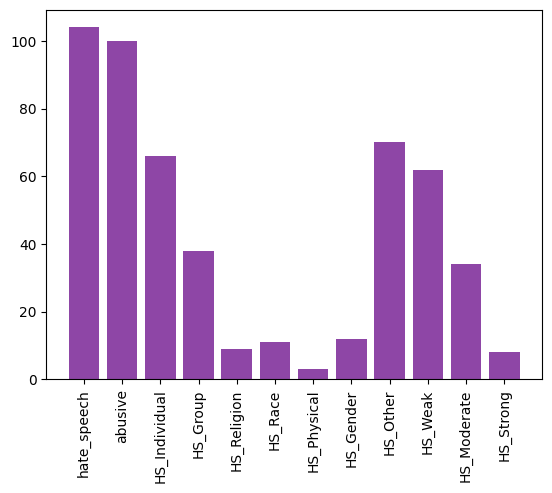 100
80
60
40
20
0
hate_speech
abusive
HS_Individual
HS_Group
HS_Religion
HS_Race
HS_Physical
HS_Gender
HS_Other
HS_Weak
HS_Moderate
HS_Strong